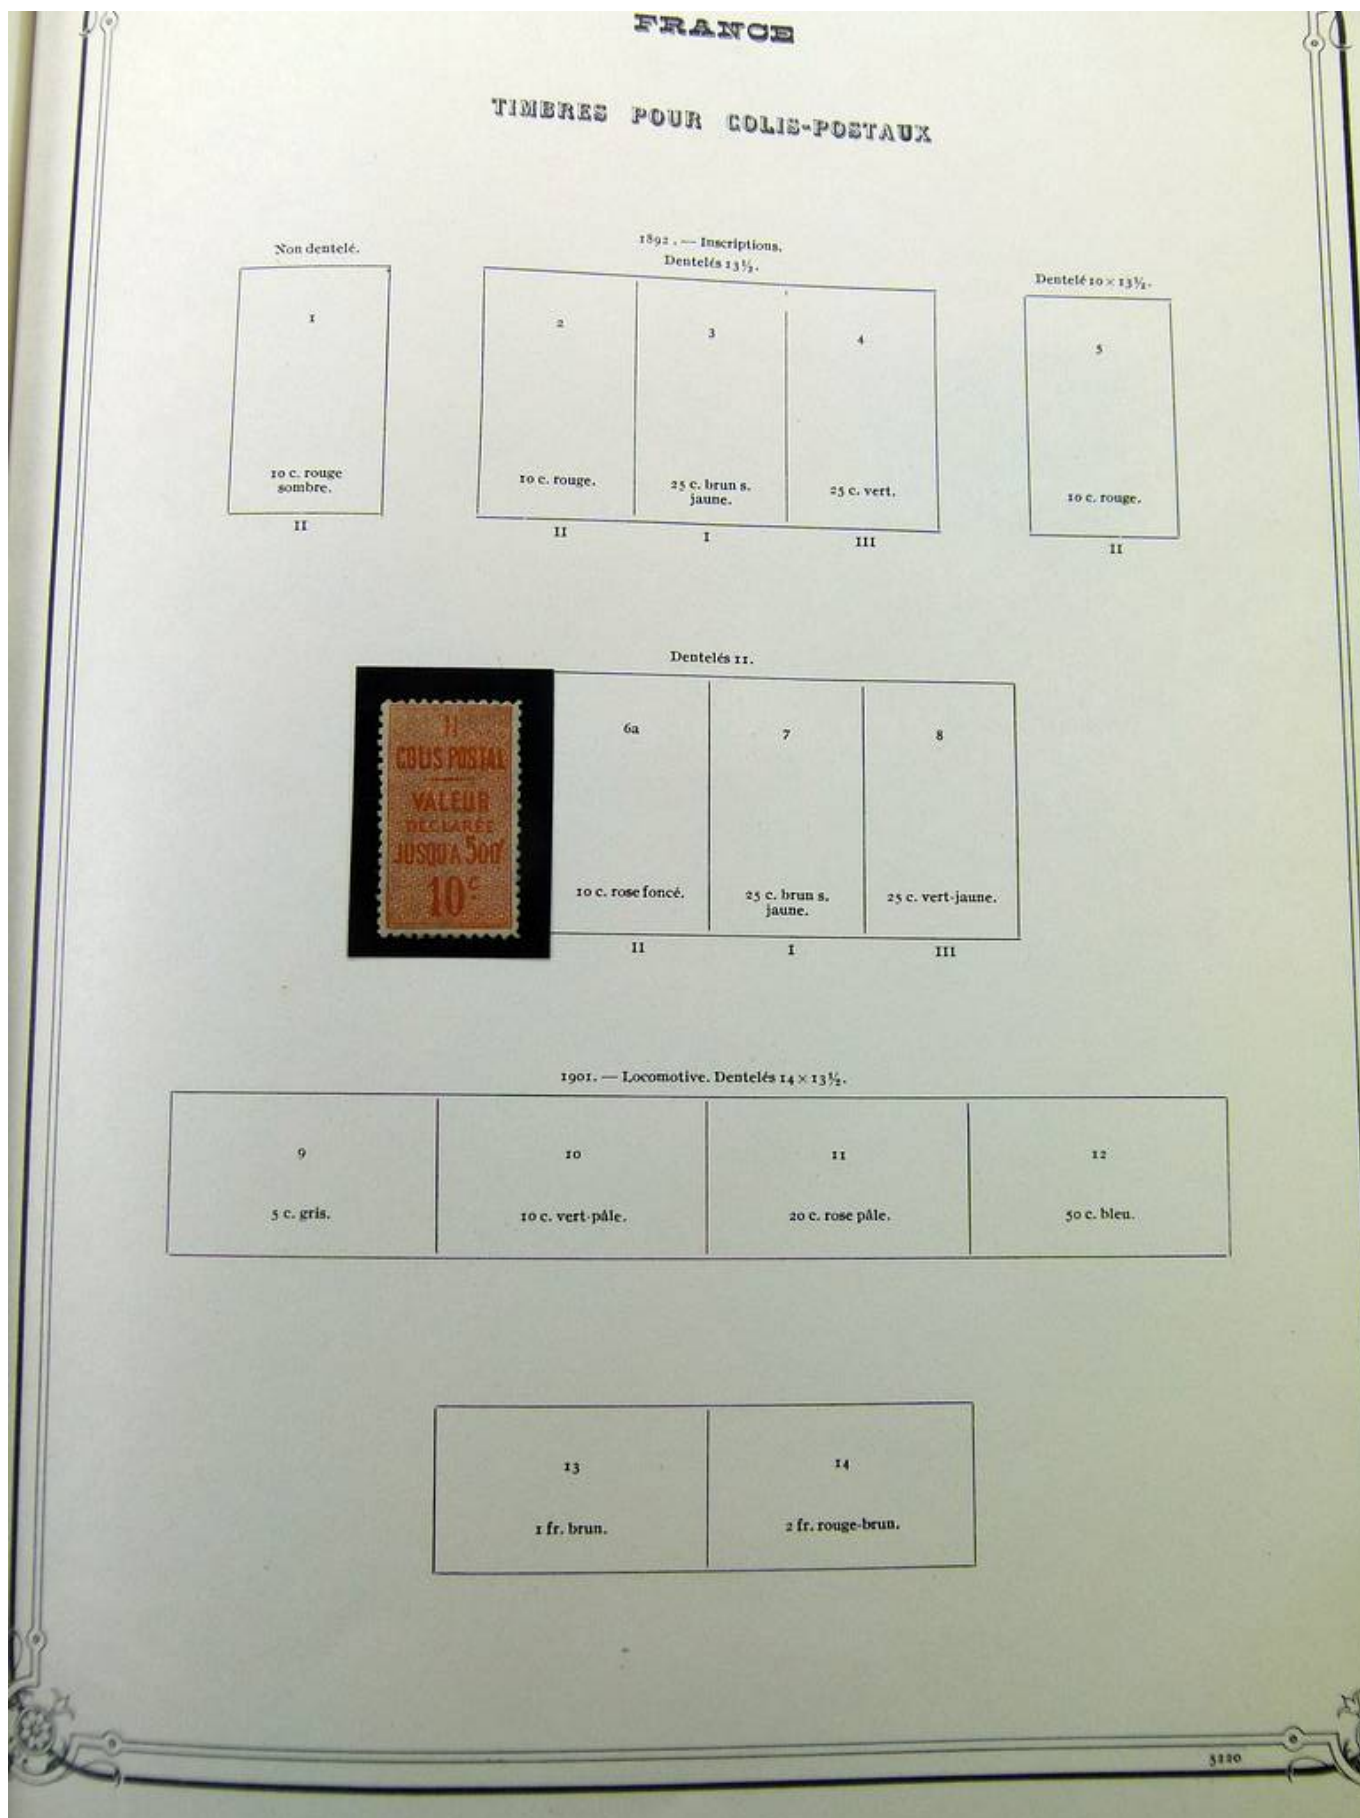 FRANCE
TIMBRES POUR COLIS-POSTAUX
Non dentelé.
1
10 c. rouge
sombre.
II
1892. — Inscriptions.
Dentelés 13½.
2
10 c. rouge.
II
3
25 c. brun s.
jaune.
I
4
25 c. vert.
III
Dentelé 10 × 13½.
5
10 c. rouge.
II
Dentelés 11.
COLIS POSTAL
VALEUR
DÉCLARÉE
JUSQU'A 500f
10c
6a
10 c. rose foncé.
II
7
25 c. brun s.
jaune.
I
8
25 c. vert-jaune.
III
1901. — Locomotive. Dentelés 14 × 13½.
9
5 c. gris.
10
10 c. vert-pâle.
11
20 c. rose pâle.
12
50 c. bleu.
13
1 fr. brun.
14
2 fr. rouge-brun.
3220